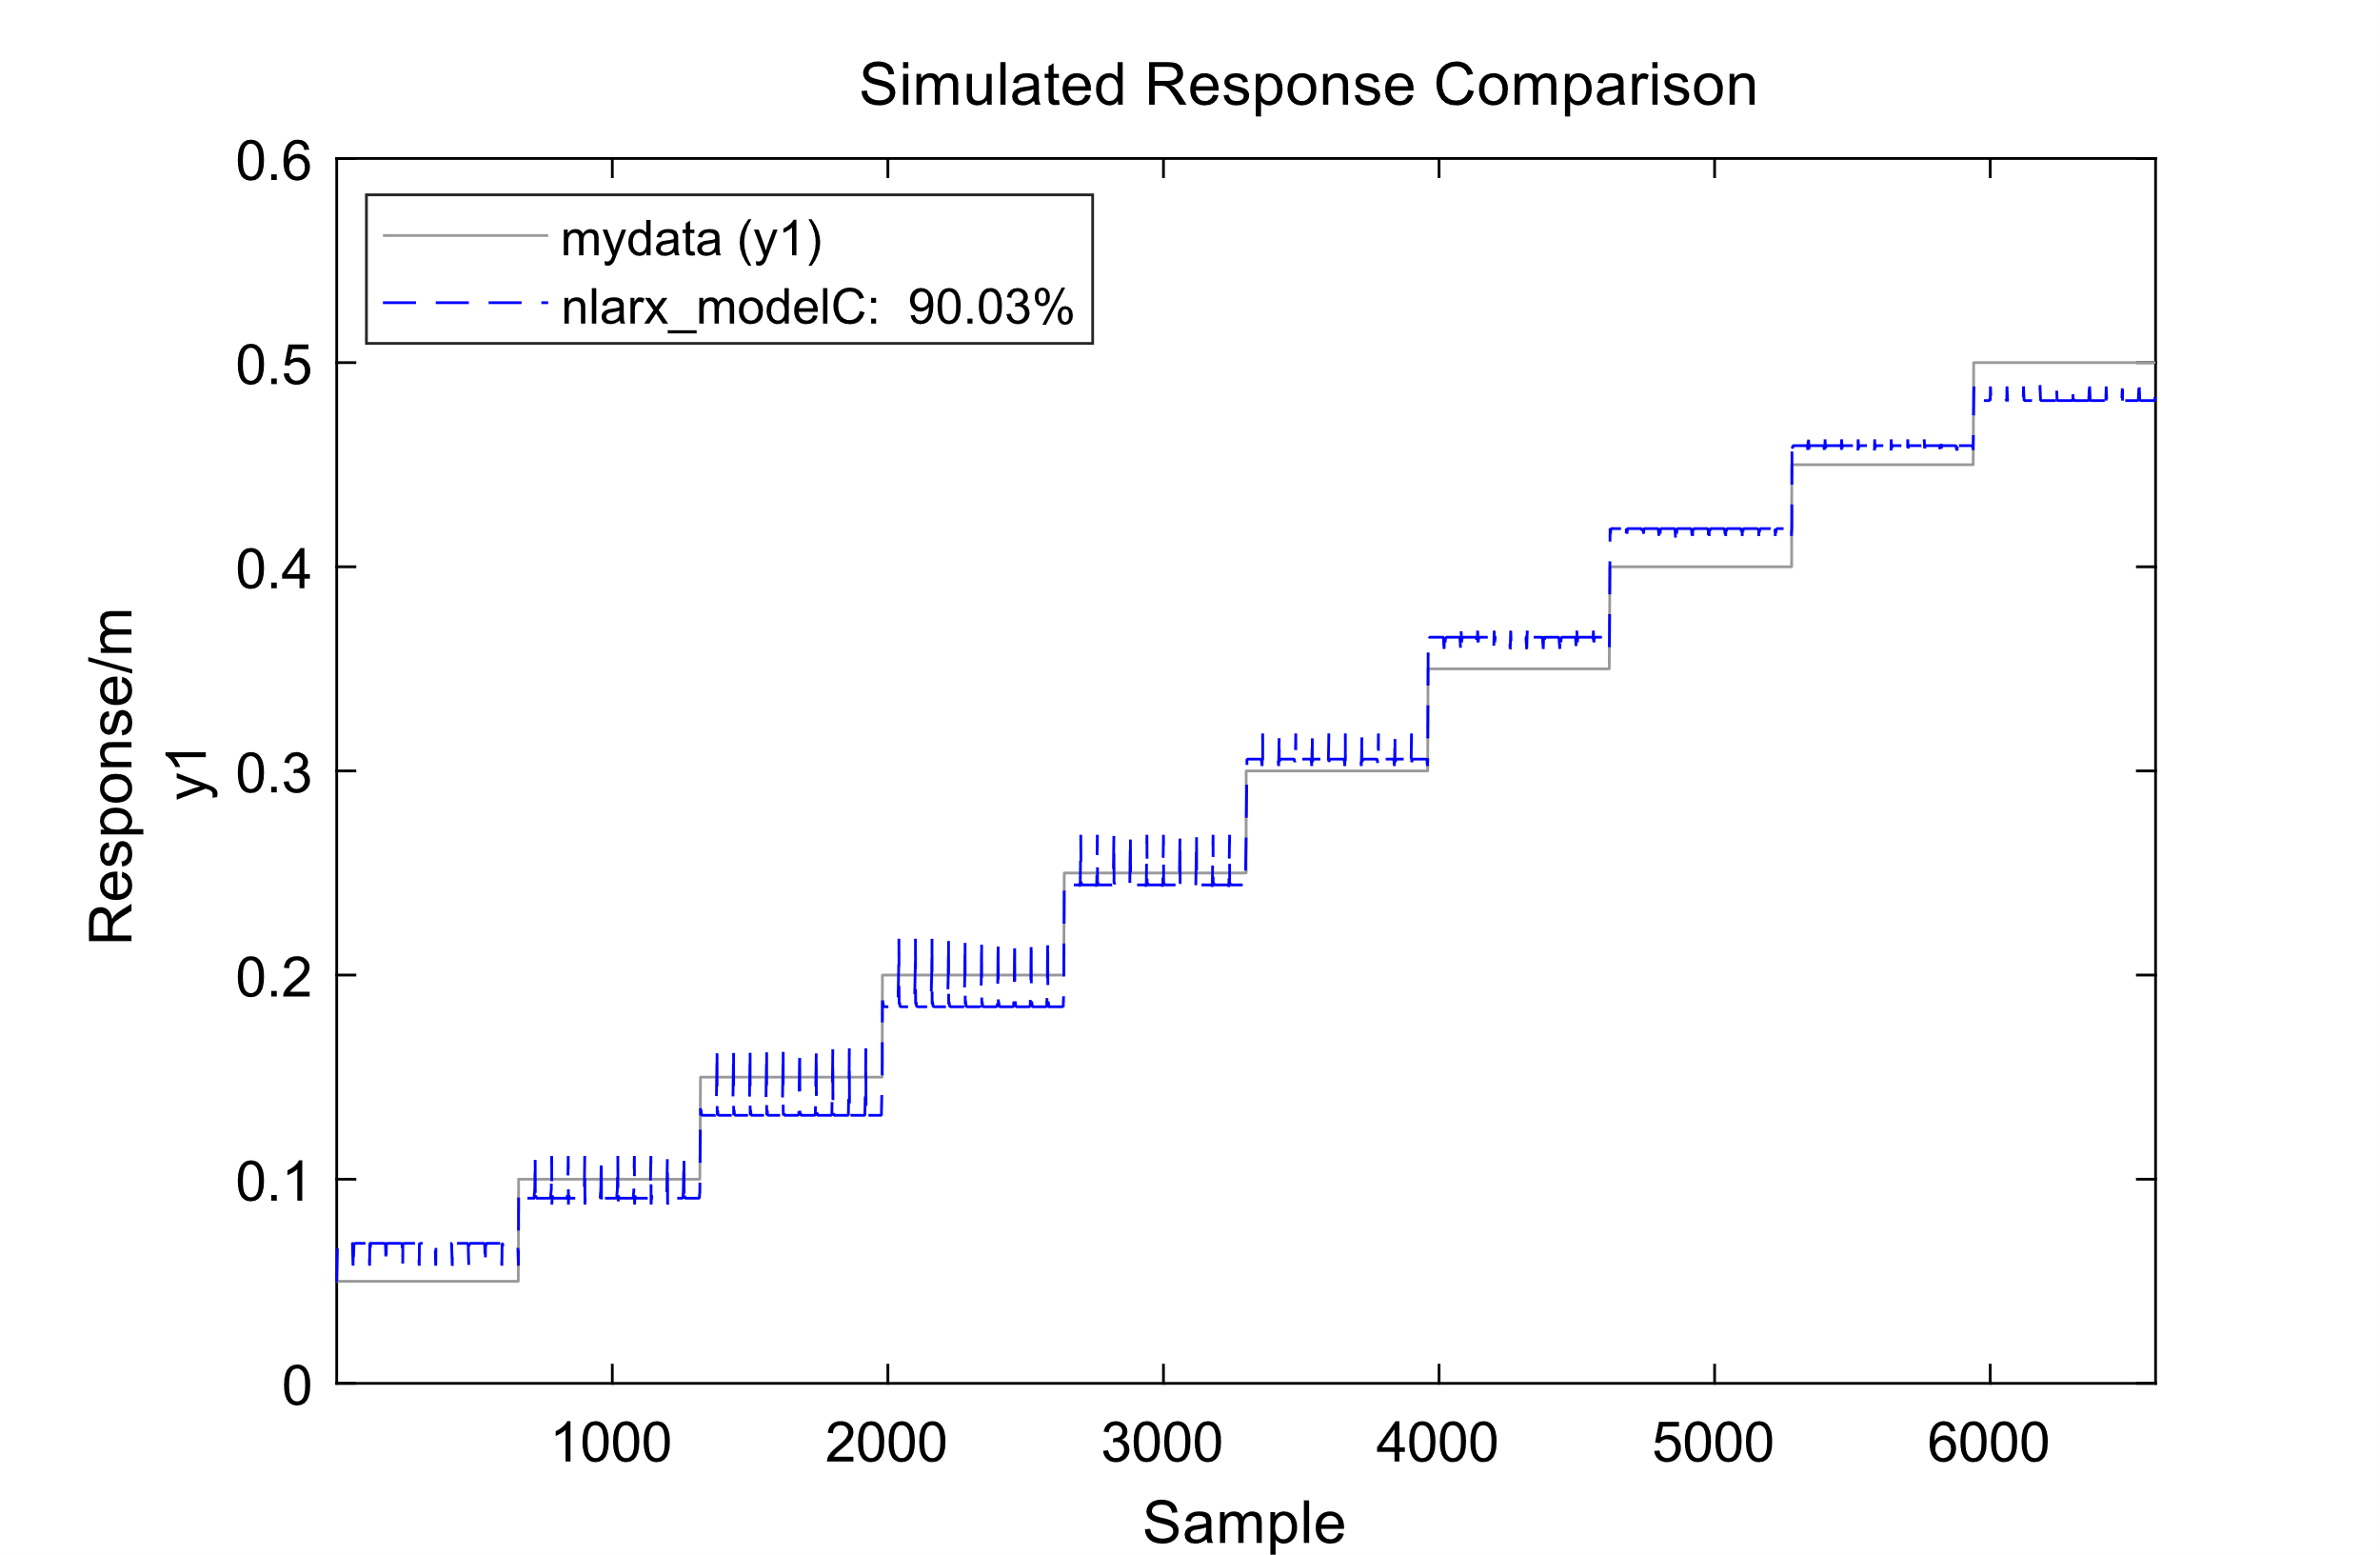 Simulated Response Comparison
mydata (y1)
nlarx_modelC: 90.03%
0.6
0.5
0.4
0.3
0.2
0.1
0
Response/m
y1
1000 2000 3000 4000 5000 6000
Sample